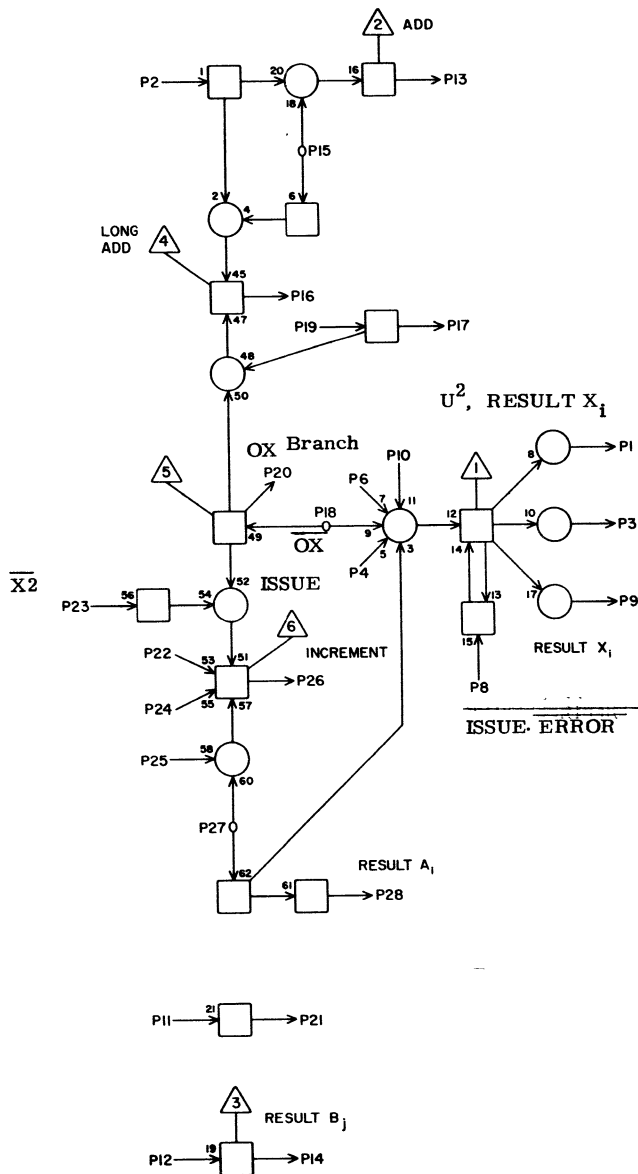 2 ADD
P2 1 20 16 P13
18
P15
2 4 6
LONG ADD 4
45
P16
47
P19 P17
48
50
U², RESULT Xi
OX Branch
P10
5 P20 P6 7 11 1 8 P1
P18
49 OX 9 12 10 P3
5 3 14
P4
X2 52 ISSUE 13 17 P9
P23 56 54 6 15 RESULT Xi
P22 53 51 INCREMENT P8
P26
P24 55 57 ISSUE· ERROR
P25 58
60
P27
62 RESULT Ai
61 P28
P11 21 P21
3 RESULT Bj
P12 19 P14